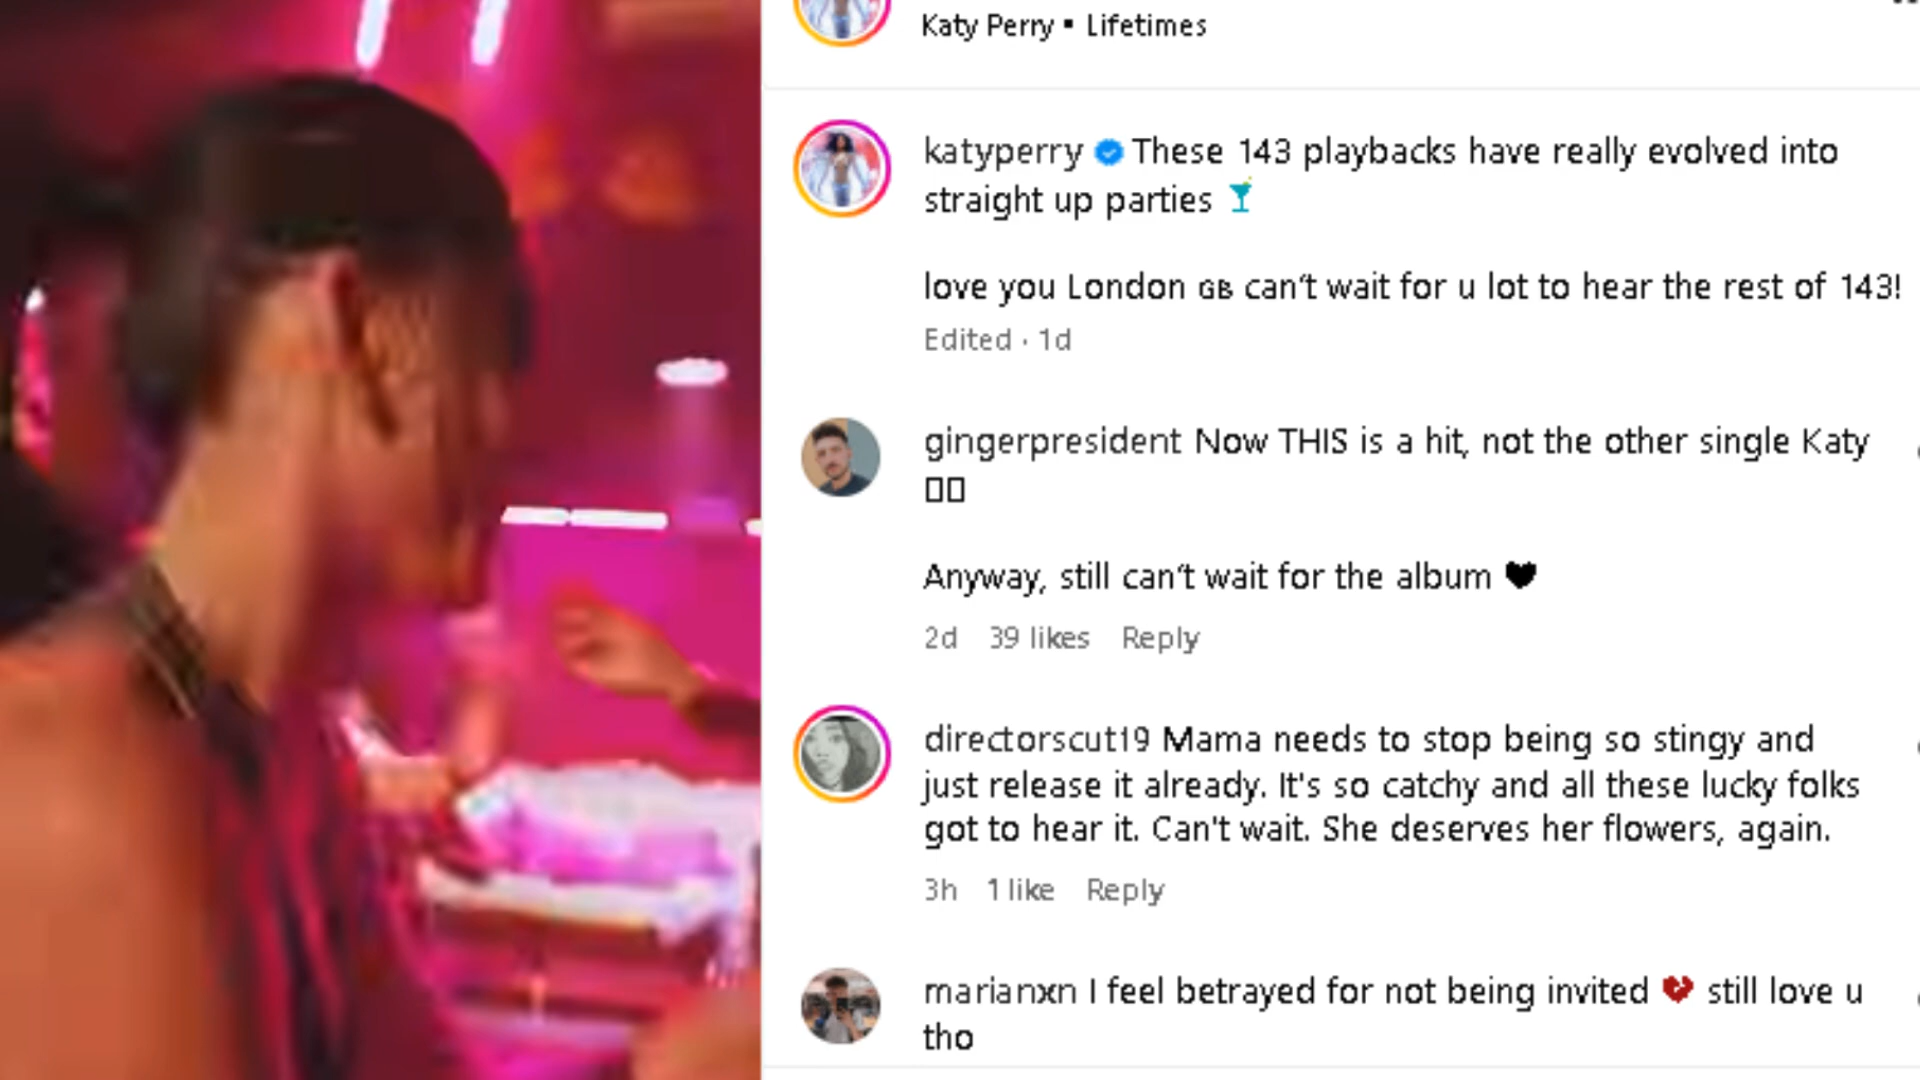 Katy Perry • Lifetimes
katyperry These 143 playbacks have really evolved into
straight up parties 🍸
love you London GB can't wait for u lot to hear the rest of 143!
Edited · 1d
gingerpresident Now THIS is a hit, not the other single Katy
▯▯
Anyway, still can't wait for the album 🖤
2d 39 likes Reply
directorscut19 Mama needs to stop being so stingy and
just release it already. It's so catchy and all these lucky folks
got to hear it. Can't wait. She deserves her flowers, again.
3h 1 like Reply
marianxn I feel betrayed for not being invited 💔 still love u
tho